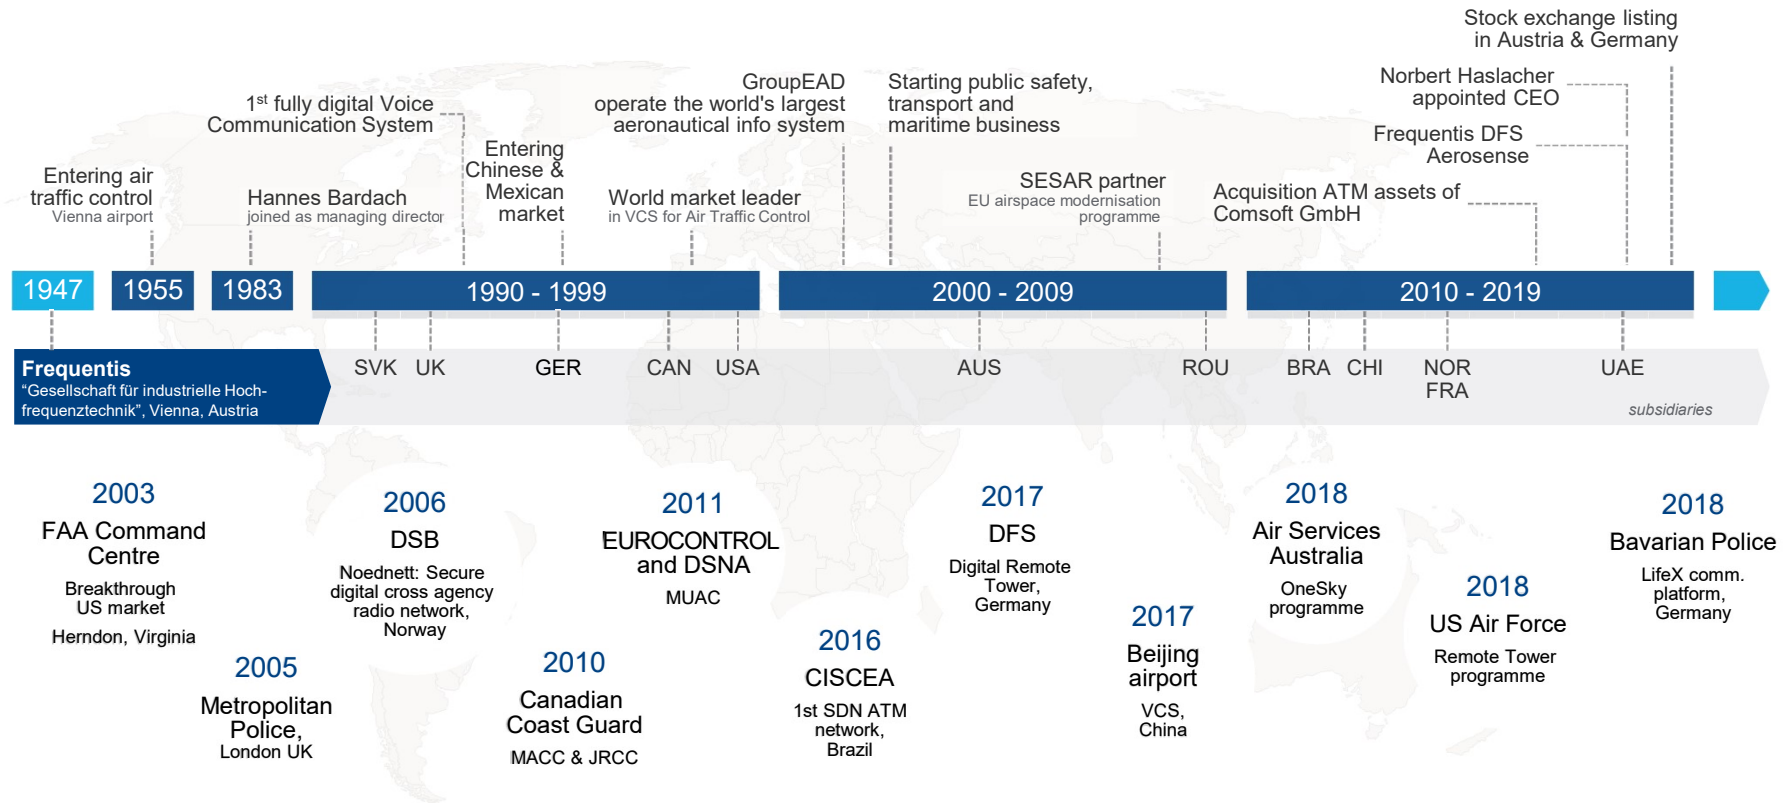 Stock exchange listing
in Austria & Germany
Norbert Haslacher
appointed CEO
Frequentis DFS
Aerosense
GroupEAD
operate the world's largest
aeronautical info system
Starting public safety,
transport and
maritime business
1st fully digital Voice
Communication System
Entering
Chinese &
Mexican
market
Entering air
traffic control
Vienna airport
Hannes Bardach
joined as managing director
World market leader
in VCS for Air Traffic Control
SESAR partner
EU airspace modernisation
programme
Acquisition ATM assets of
Comsoft GmbH
1947
1955
1983
1990 - 1999
2000 - 2009
2010 - 2019
Frequentis
“Gesellschaft für industrielle Hoch-
frequenztechnik”, Vienna, Austria
SVK
UK
GER
CAN
USA
AUS
ROU
BRA
CHI
NOR
FRA
UAE
subsidiaries
2003
FAA Command
Centre
Breakthrough
US market
Herndon, Virginia
2005
Metropolitan
Police,
London UK
2006
DSB
Noednett: Secure
digital cross agency
radio network,
Norway
2010
Canadian
Coast Guard
MACC & JRCC
2011
EUROCONTROL
and DSNA
MUAC
2016
CISCEA
1st SDN ATM
network,
Brazil
2017
DFS
Digital Remote
Tower,
Germany
2017
Beijing
airport
VCS,
China
2018
Air Services
Australia
OneSky
programme
2018
US Air Force
Remote Tower
programme
2018
Bavarian Police
LifeX comm.
platform,
Germany